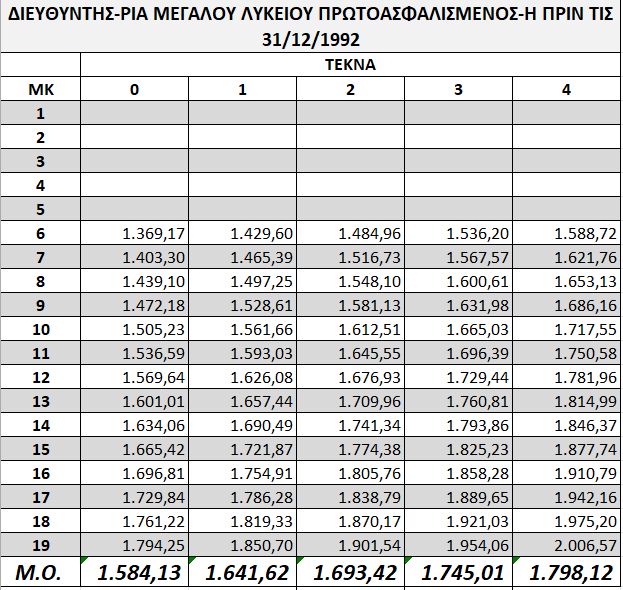 ΔΙΕΥΘΥΝΤΗΣ-ΡΙΑ ΜΕΓΑΛΟΥ ΛΥΚΕΙΟΥ ΠΡΩΤΟΑΣΦΑΛΙΣΜΕΝΟΣ-Η ΠΡΙΝ ΤΙΣ
31/12/1992
ΤΕΚΝΑ
ΜΚ 0 1 2 3 4
1
2
3
4
5
6 1.369,17 1.429,60 1.484,96 1.536,20 1.588,72
7 1.403,30 1.465,39 1.516,73 1.567,57 1.621,76
8 1.439,10 1.497,25 1.548,10 1.600,61 1.653,13
9 1.472,18 1.528,61 1.581,13 1.631,98 1.686,16
10 1.505,23 1.561,66 1.612,51 1.665,03 1.717,55
11 1.536,59 1.593,03 1.645,55 1.696,39 1.750,58
12 1.569,64 1.626,08 1.676,93 1.729,44 1.781,96
13 1.601,01 1.657,44 1.709,96 1.760,81 1.814,99
14 1.634,06 1.690,49 1.741,34 1.793,86 1.846,37
15 1.665,42 1.721,87 1.774,38 1.825,23 1.877,74
16 1.696,81 1.754,91 1.805,76 1.858,28 1.910,79
17 1.729,84 1.786,28 1.838,79 1.889,65 1.942,16
18 1.761,22 1.819,33 1.870,17 1.921,03 1.975,20
19 1.794,25 1.850,70 1.901,54 1.954,06 2.006,57
Μ.Ο. 1.584,13 1.641,62 1.693,42 1.745,01 1.798,12